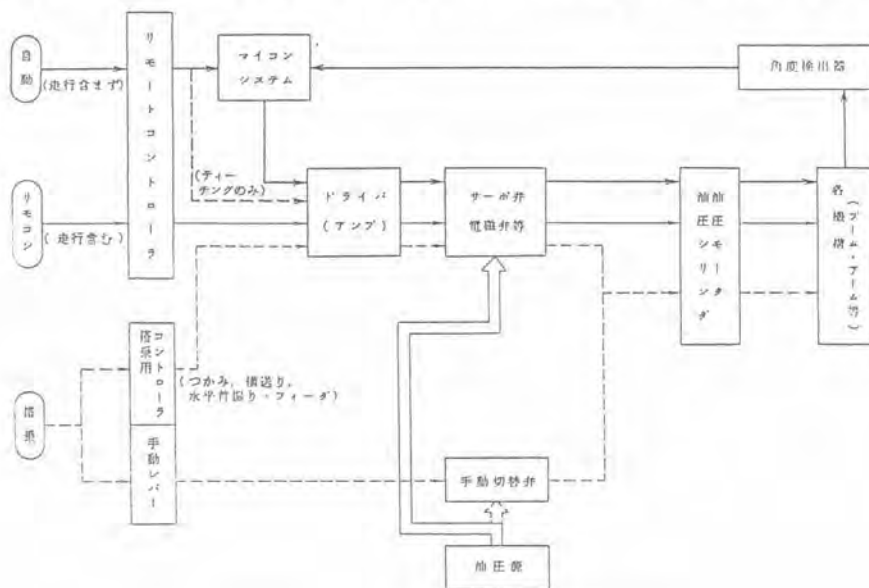 自動
(走行含まず)
リモートコントローラ
マイコン
システム
角度検出器
(ティー
チングのみ)
リモコン
(走行含む)
ドライバ
(アンプ)
サーボ弁
電磁弁等
油圧モータ
油圧シリンダ
各機構
(ブーム・アーム等)
搭乗
搭乗用
コントローラ
(つかみ, 横送り,
水平首振り・フィーダ)
手動レバー
手動切替弁
油圧源